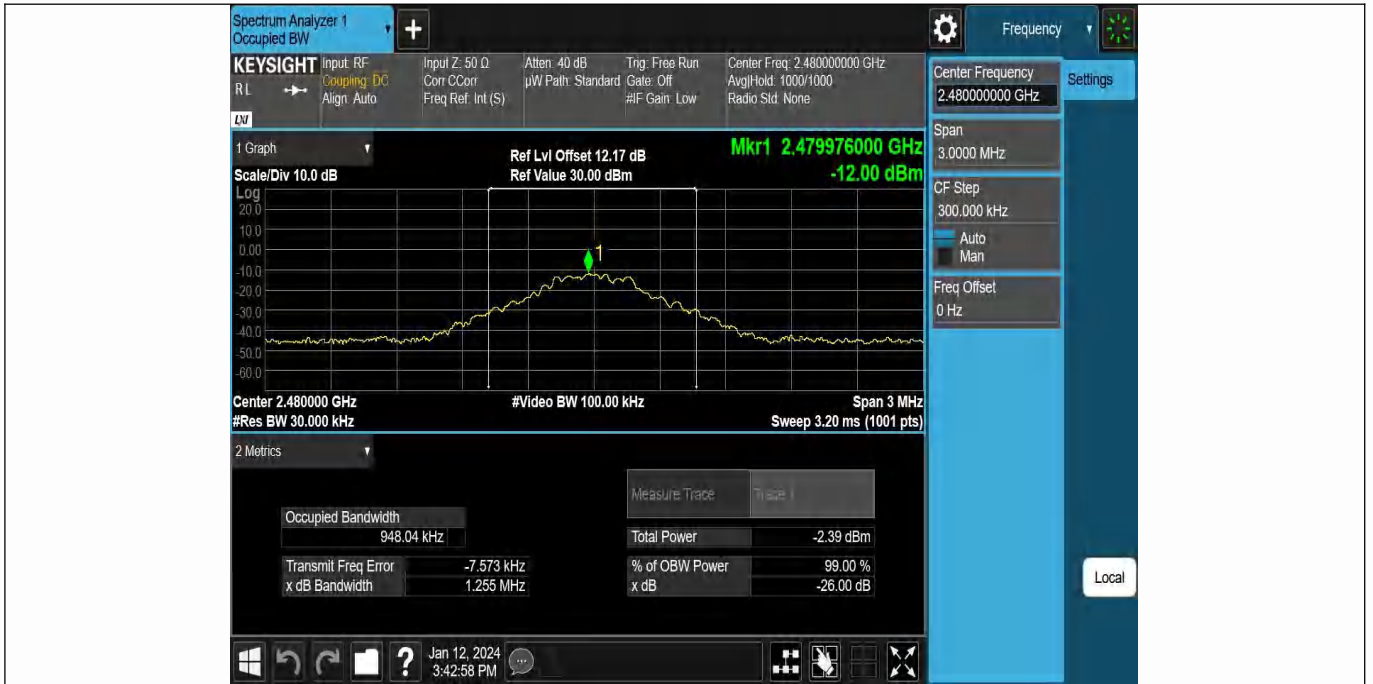 Spectrum Analyzer 1
Occupied BW
+
Frequency
KEYSIGHT
RL
LXI
Input: RF
Coupling: DC
Align: Auto
Input Z: 50 Ω
Corr CCorr
Freq Ref: Int (S)
Atten: 40 dB
µW Path: Standard
Trig: Free Run
Gate: Off
#IF Gain: Low
Center Freq: 2.480000000 GHz
Avg|Hold: 1000/1000
Radio Std: None
Center Frequency
2.480000000 GHz
Settings
Span
3.0000 MHz
CF Step
300.000 kHz
Auto
Man
Freq Offset
0 Hz
Local
1 Graph
Scale/Div 10.0 dB
Ref Lvl Offset 12.17 dB
Ref Value 30.00 dBm
Mkr1 2.479976000 GHz
-12.00 dBm
Log
20.0
10.0
0.00
-10.0
-20.0
-30.0
-40.0
-50.0
-60.0
1
Center 2.480000 GHz
#Video BW 100.00 kHz
Span 3 MHz
#Res BW 30.000 kHz
Sweep 3.20 ms (1001 pts)
2 Metrics
Measure Trace
Trace 1
Occupied Bandwidth
948.04 kHz
Total Power
-2.39 dBm
Transmit Freq Error
-7.573 kHz
% of OBW Power
99.00 %
x dB Bandwidth
1.255 MHz
x dB
-26.00 dB
?
Jan 12, 2024
3:42:58 PM